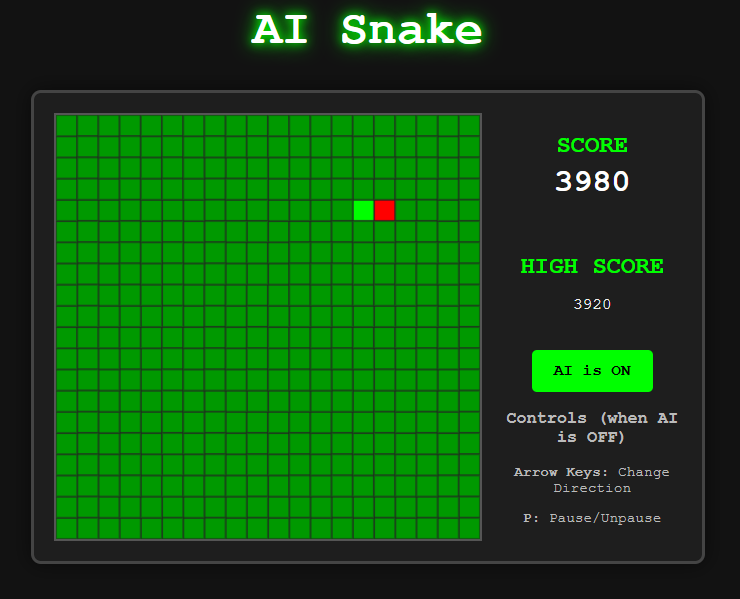 AI Snake
SCORE
3980
HIGH SCORE
3920
AI is ON
Controls (when AI
is OFF)
Arrow Keys: Change
Direction
P: Pause/Unpause